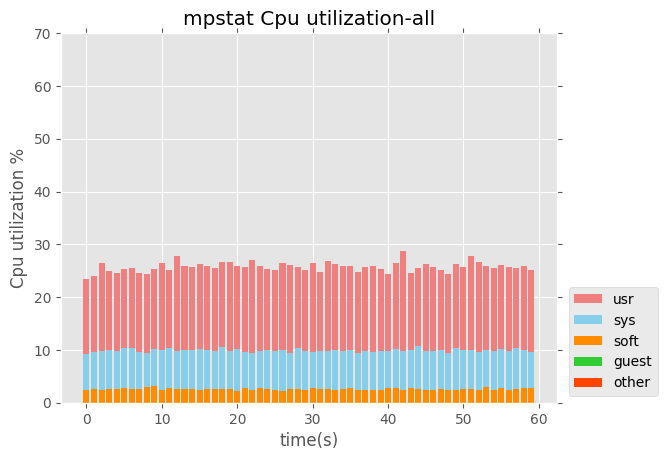 mpstat Cpu utilization-all
Cpu utilization %
70
60
50
40
30
20
10
0
0 10 20 30 40 50 60
time(s)
usr
sys
soft
guest
other